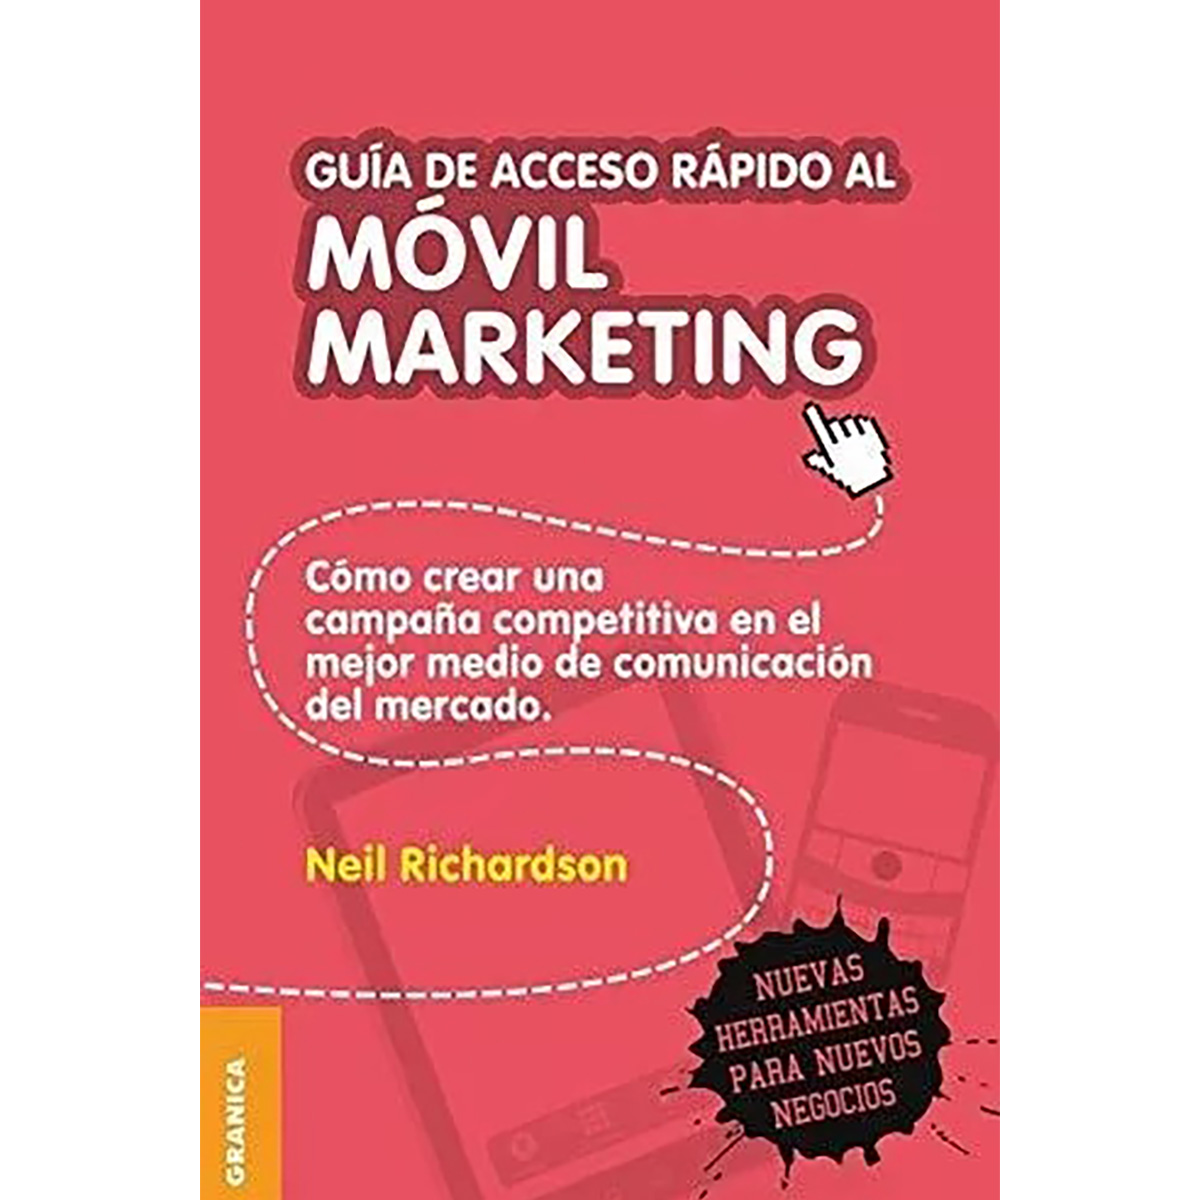 GUÍA DE ACCESO RÁPIDO AL
MÓVIL
MARKETING
Cómo crear una
campaña competitiva en el
mejor medio de comunicación
del mercado.
Neil Richardson
NUEVAS
HERRAMIENTAS
PARA NUEVOS
NEGOCIOS
GRANICA